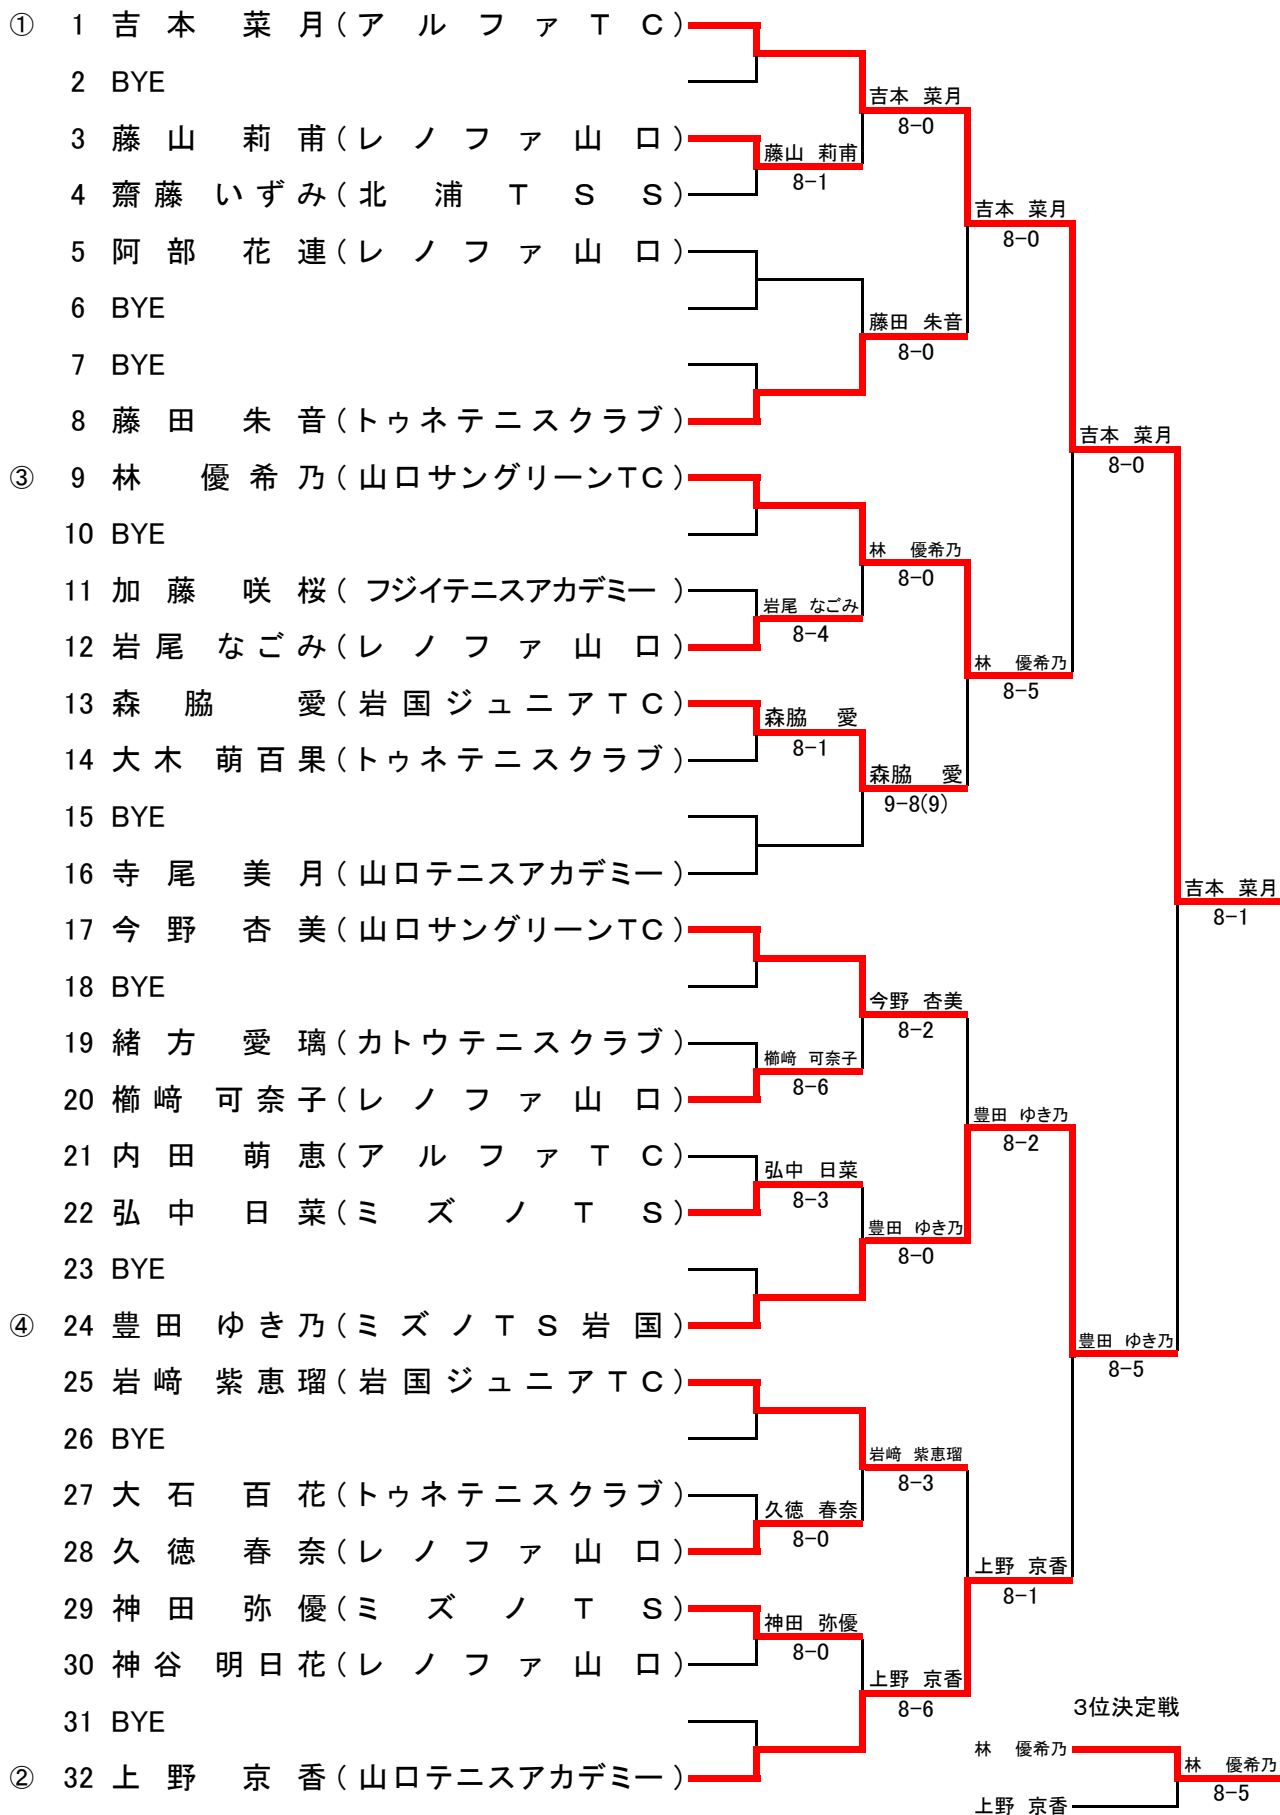 ① 1 吉本 菜月(アルファTC)
2 BYE
吉本 菜月
8-0
3 藤山 莉甫(レノファ山口)
藤山 莉甫
8-1
4 齋藤 いずみ(北浦TSS)
吉本 菜月
8-0
5 阿部 花連(レノファ山口)
6 BYE
藤田 朱音
8-0
7 BYE
8 藤田 朱音(トゥネテニスクラブ)
吉本 菜月
8-0
③ 9 林 優希乃(山口サングリーンTC)
10 BYE
林 優希乃
8-0
11 加藤 咲桜(フジイテニスアカデミー)
岩尾 なごみ
8-4
12 岩尾 なごみ(レノファ山口)
林 優希乃
8-5
13 森脇 愛(岩国ジュニアTC)
森脇 愛
8-1
14 大木 萌百果(トゥネテニスクラブ)
森脇 愛
9-8(9)
15 BYE
16 寺尾 美月(山口テニスアカデミー)
吉本 菜月
8-1
17 今野 杏美(山口サングリーンTC)
18 BYE
今野 杏美
8-2
19 緒方 愛璃(カトウテニスクラブ)
櫛﨑 可奈子
8-6
20 櫛﨑 可奈子(レノファ山口)
豊田 ゆき乃
8-2
21 内田 萌恵(アルファTC)
弘中 日菜
8-3
22 弘中 日菜(ミズノTS)
豊田 ゆき乃
8-0
23 BYE
④ 24 豊田 ゆき乃(ミズノTS岩国)
豊田 ゆき乃
8-5
25 岩﨑 紫恵瑠(岩国ジュニアTC)
26 BYE
岩﨑 紫恵瑠
8-3
27 大石 百花(トゥネテニスクラブ)
久徳 春奈
8-0
28 久徳 春奈(レノファ山口)
上野 京香
8-1
29 神田 弥優(ミズノTS)
神田 弥優
8-0
30 神谷 明日花(レノファ山口)
上野 京香
8-6
31 BYE
② 32 上野 京香(山口テニスアカデミー)
3位決定戦
林 優希乃
林 優希乃
8-5
上野 京香